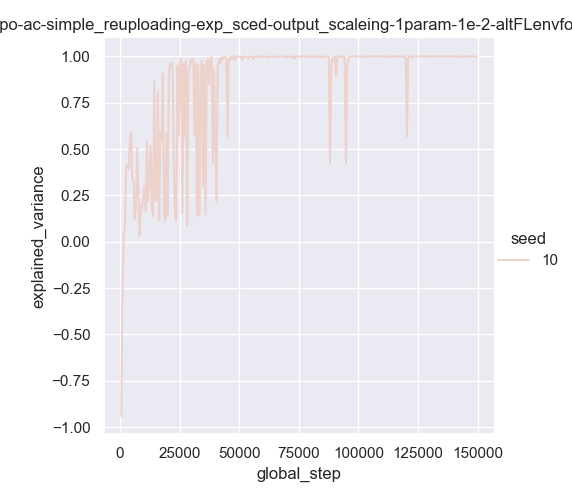 po-ac-simple_reuploading-exp_sced-output_scaleing-1param-1e-2-altFLenvfo
1.00
0.75
0.50
0.25
0.00
−0.25
−0.50
−0.75
−1.00
explained_variance
0 25000 50000 75000 100000 125000 150000
global_step
seed
10